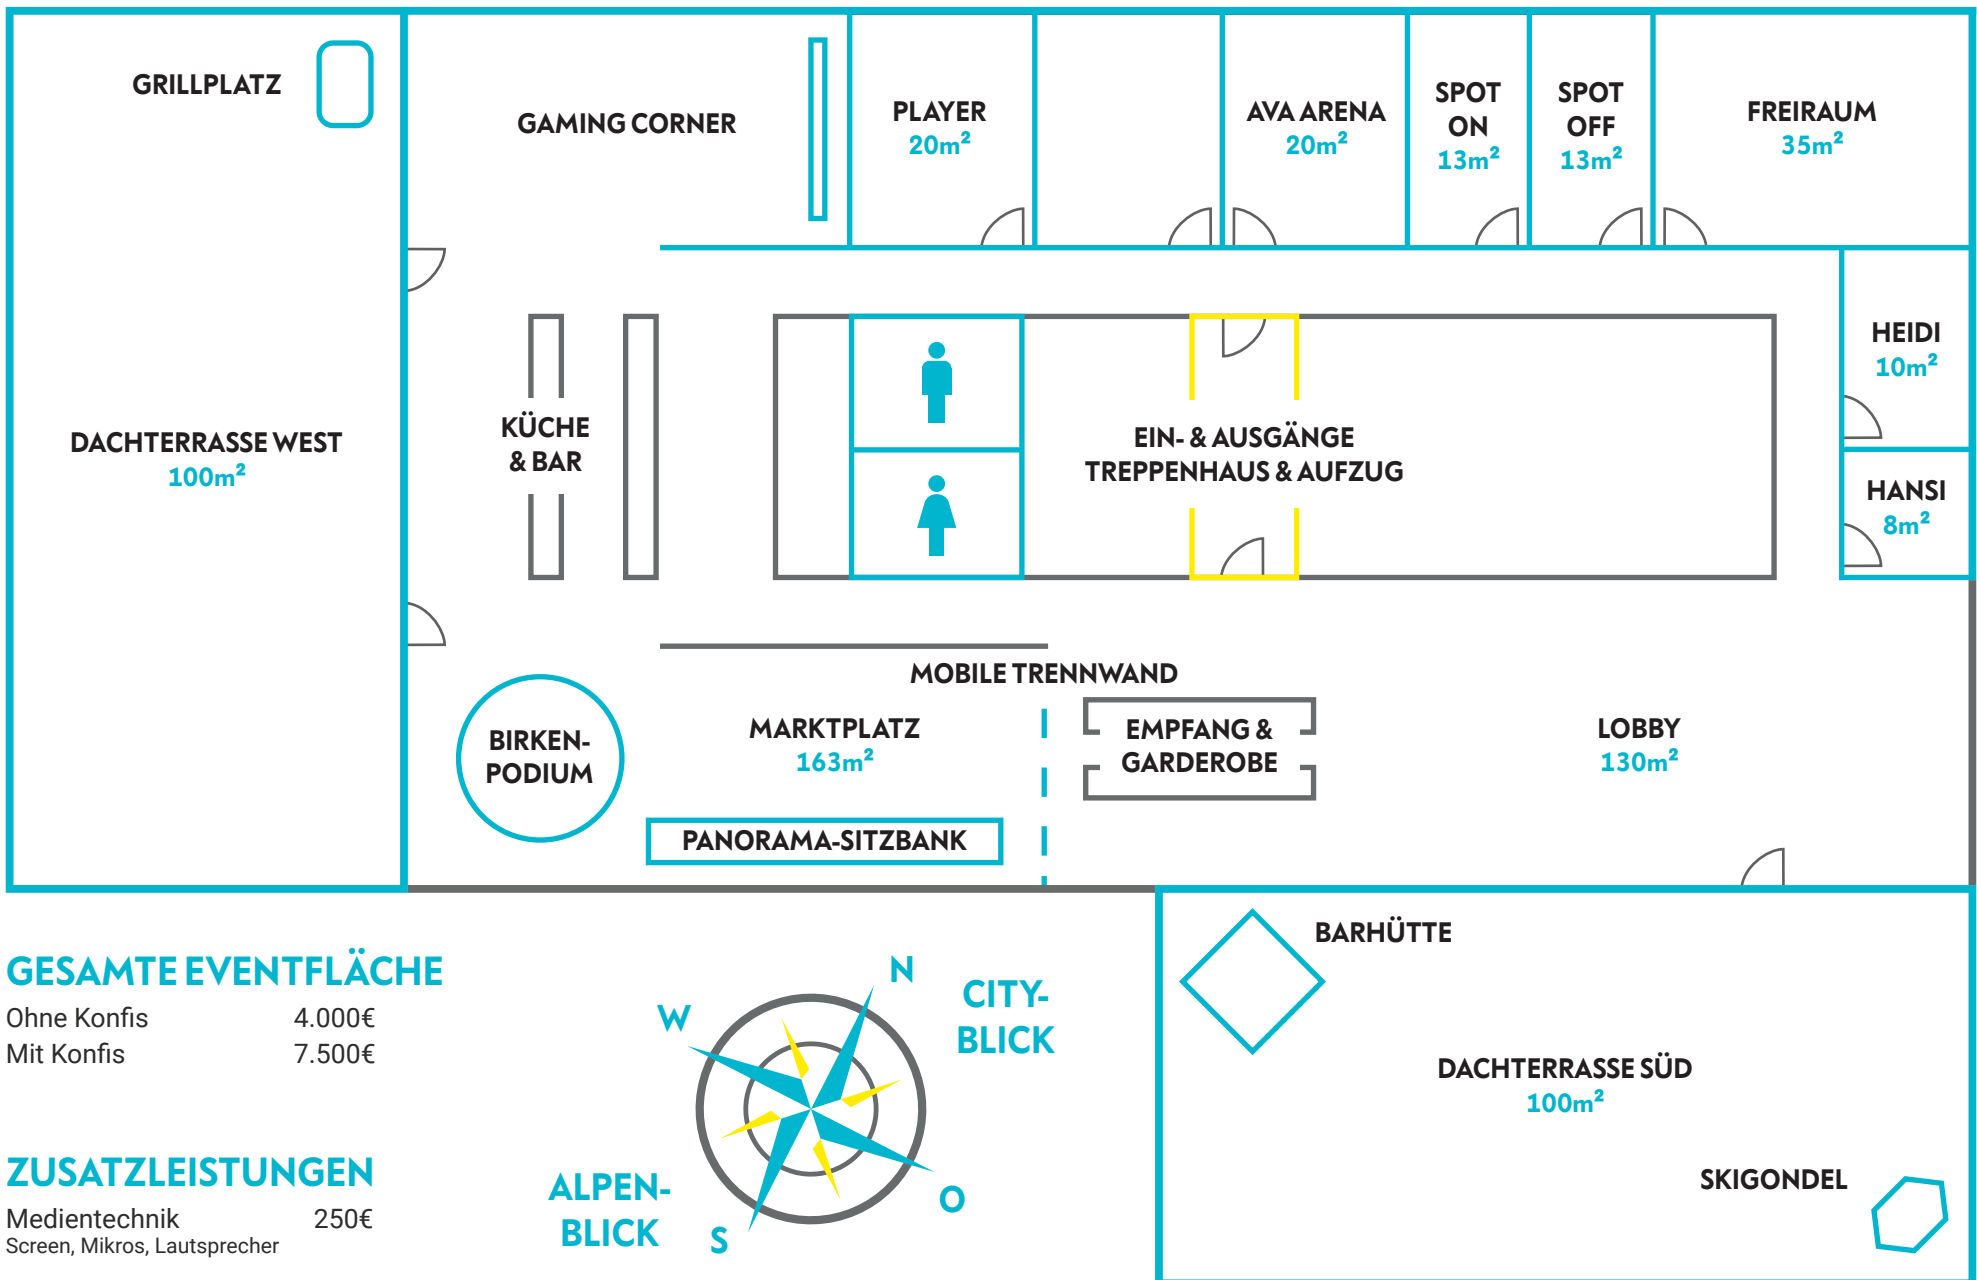 GRILLPLATZ
GAMING CORNER
PLAYER
20m²
AVA ARENA
20m²
SPOT
ON
13m²
SPOT
OFF
13m²
FREIRAUM
35m²
HEIDI
10m²
HANSI
8m²
DACHTERRASSE WEST
100m²
KÜCHE
& BAR
EIN- & AUSGÄNGE
TREPPENHAUS & AUFZUG
MOBILE TRENNWAND
BIRKEN-
PODIUM
MARKTPLATZ
163m²
EMPFANG &
GARDEROBE
LOBBY
130m²
PANORAMA-SITZBANK
GESAMTE EVENTFLÄCHE
Ohne Konfis 4.000€
Mit Konfis 7.500€
ZUSATZLEISTUNGEN
Medientechnik 250€
Screen, Mikros, Lautsprecher
N
W
O
S
CITY-
BLICK
ALPEN-
BLICK
BARHÜTTE
DACHTERRASSE SÜD
100m²
SKIGONDEL